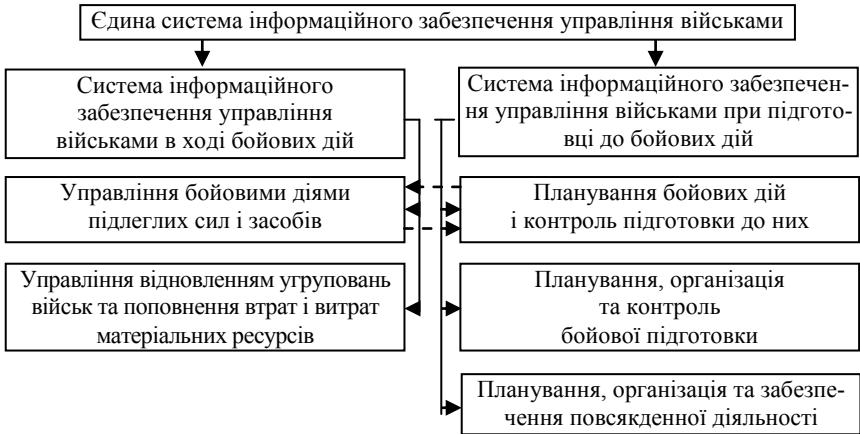 Єдина система інформаційного забезпечення управління військами
Система інформаційного
забезпечення управління
військами в ході бойових дій
Система інформаційного забезпечен-
ня управління військами при підгото-
вці до бойових дій
Управління бойовими діями
підлеглих сил і засобів
Планування бойових дій
і контроль підготовки до них
Управління відновленням угруповань
військ та поповнення втрат і витрат
матеріальних ресурсів
Планування, організація
та контроль
бойової підготовки
Планування, організація та забезпе-
чення повсякденної діяльності